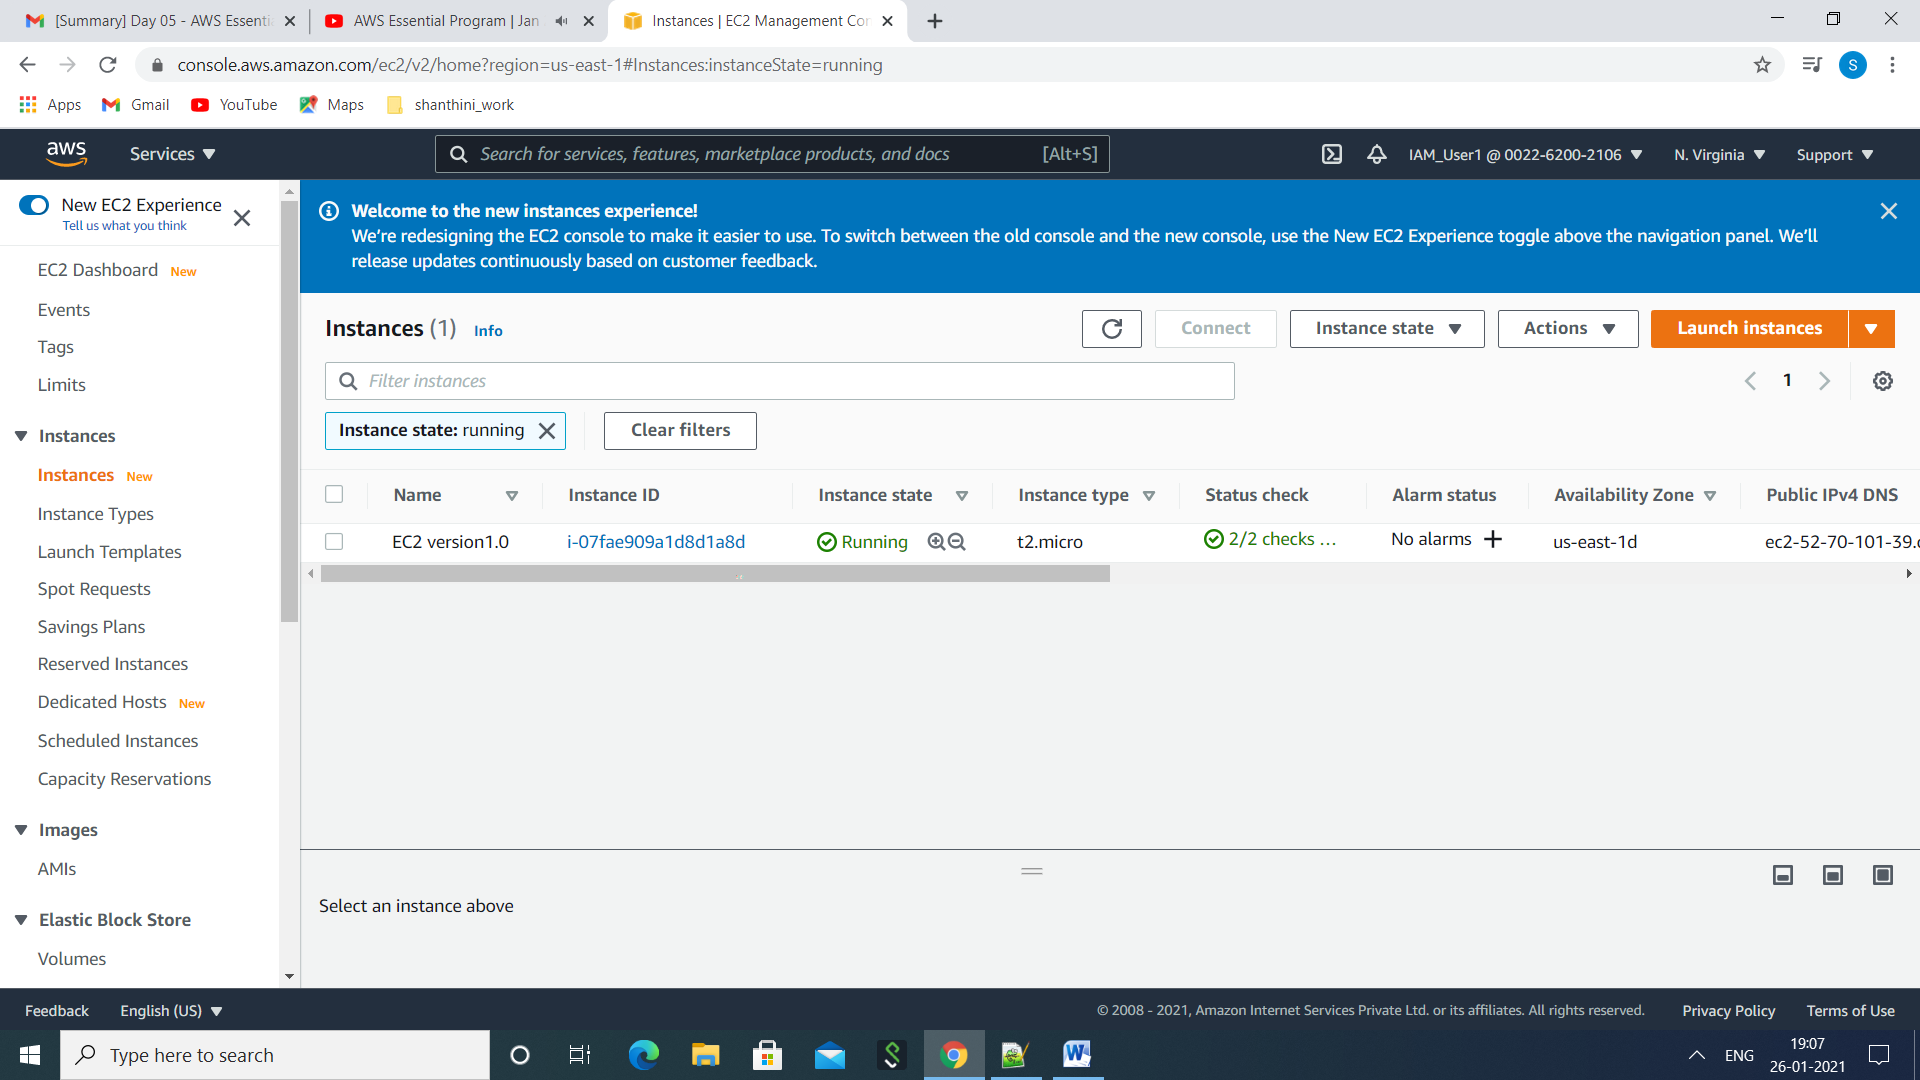 [Summary] Day 05 - AWS Essenti
AWS Essential Program | Jan
Instances | EC2 Management Con
console.aws.amazon.com/ec2/v2/home?region=us-east-1#Instances:instanceState=running
S
Apps
Gmail
YouTube
Maps
shanthini_work
aws
Services
Search for services, features, marketplace products, and docs
[Alt+S]
IAM_User1 @ 0022-6200-2106
N. Virginia
Support
New EC2 Experience
Tell us what you think
EC2 Dashboard New
Events
Tags
Limits
Instances
Instances New
Instance Types
Launch Templates
Spot Requests
Savings Plans
Reserved Instances
Dedicated Hosts New
Scheduled Instances
Capacity Reservations
Images
AMIs
Elastic Block Store
Volumes
Welcome to the new instances experience!
We're redesigning the EC2 console to make it easier to use. To switch between the old console and the new console, use the New EC2 Experience toggle above the navigation panel. We'll
release updates continuously based on customer feedback.
Instances (1) Info
Connect
Instance state
Actions
Launch instances
Filter instances
1
Instance state: running
Clear filters
Name Instance ID Instance state Instance type Status check Alarm status Availability Zone Public IPv4 DNS
EC2 version1.0 i-07fae909a1d8d1a8d Running t2.micro 2/2 checks ... No alarms us-east-1d ec2-52-70-101-39.c
Select an instance above
Feedback
English (US)
© 2008 - 2021, Amazon Internet Services Private Ltd. or its affiliates. All rights reserved.
Privacy Policy
Terms of Use
Type here to search
ENG
19:07
26-01-2021